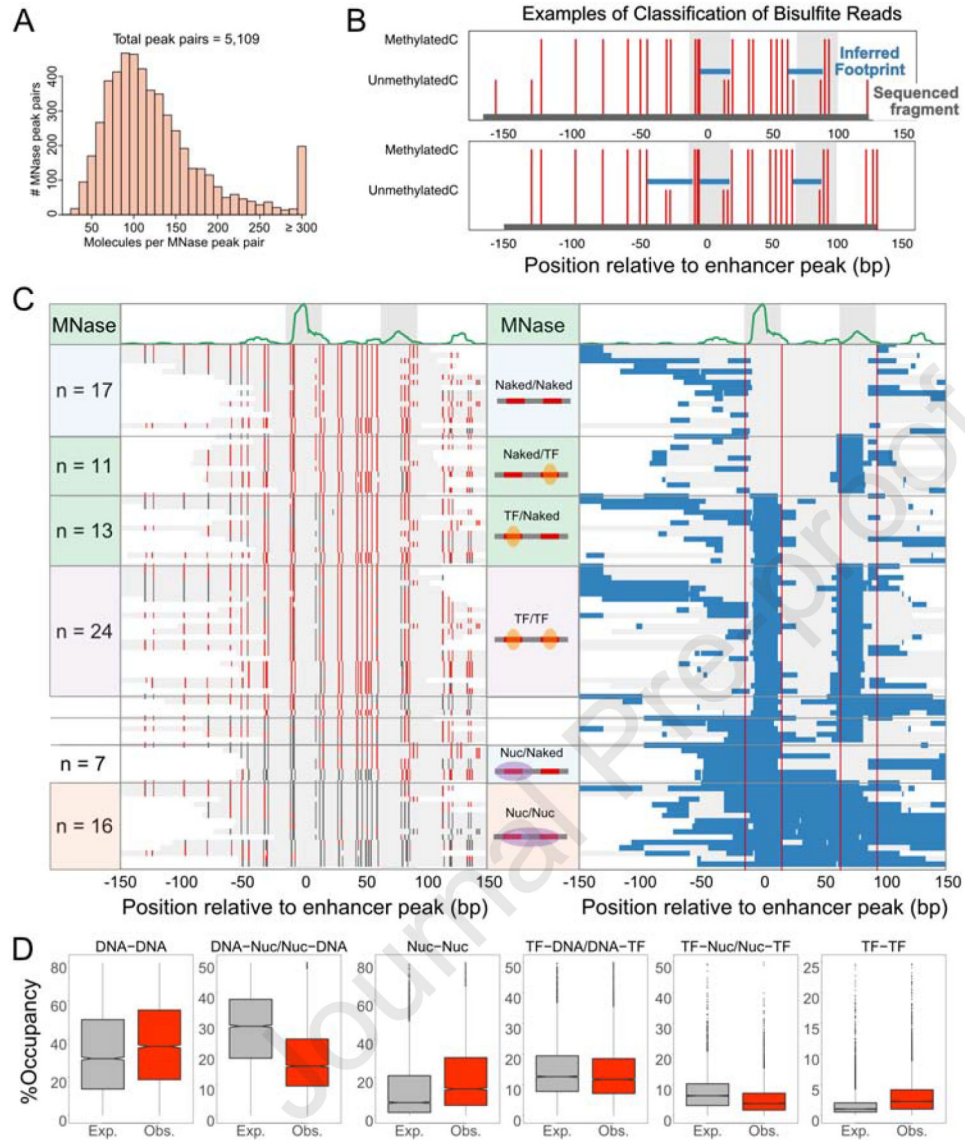 A
Total peak pairs = 5,109
# MNase peak pairs
400
300
200
100
0
50 100 150 200 250 ≥ 300
Molecules per MNase peak pair
B
Examples of Classification of Bisulfite Reads
MethylatedC
UnmethylatedC
Inferred
Footprint
Sequenced
fragment
-150 -100 -50 0 50 100 150
MethylatedC
UnmethylatedC
-150 -100 -50 0 50 100 150
Position relative to enhancer peak (bp)
C
MNase MNase
n = 17 Naked/Naked
n = 11 Naked/TF
n = 13 TF/Naked
n = 24 TF/TF
n = 7 Nuc/Naked
n = 16 Nuc/Nuc
-150 -100 -50 0 50 100 150 -150 -100 -50 0 50 100 150
Position relative to enhancer peak (bp) Position relative to enhancer peak (bp)
Journal Pre-proof
D
%Occupancy
DNA-DNA
80
60
40
20
0
Exp. Obs.
DNA-Nuc/Nuc-DNA
50
40
30
20
10
0
Exp. Obs.
Nuc-Nuc
80
60
40
20
0
Exp. Obs.
TF-DNA/DNA-TF
50
40
30
20
10
0
Exp. Obs.
TF-Nuc/Nuc-TF
50
40
30
20
10
0
Exp. Obs.
TF-TF
25
20
15
10
5
0
Exp. Obs.